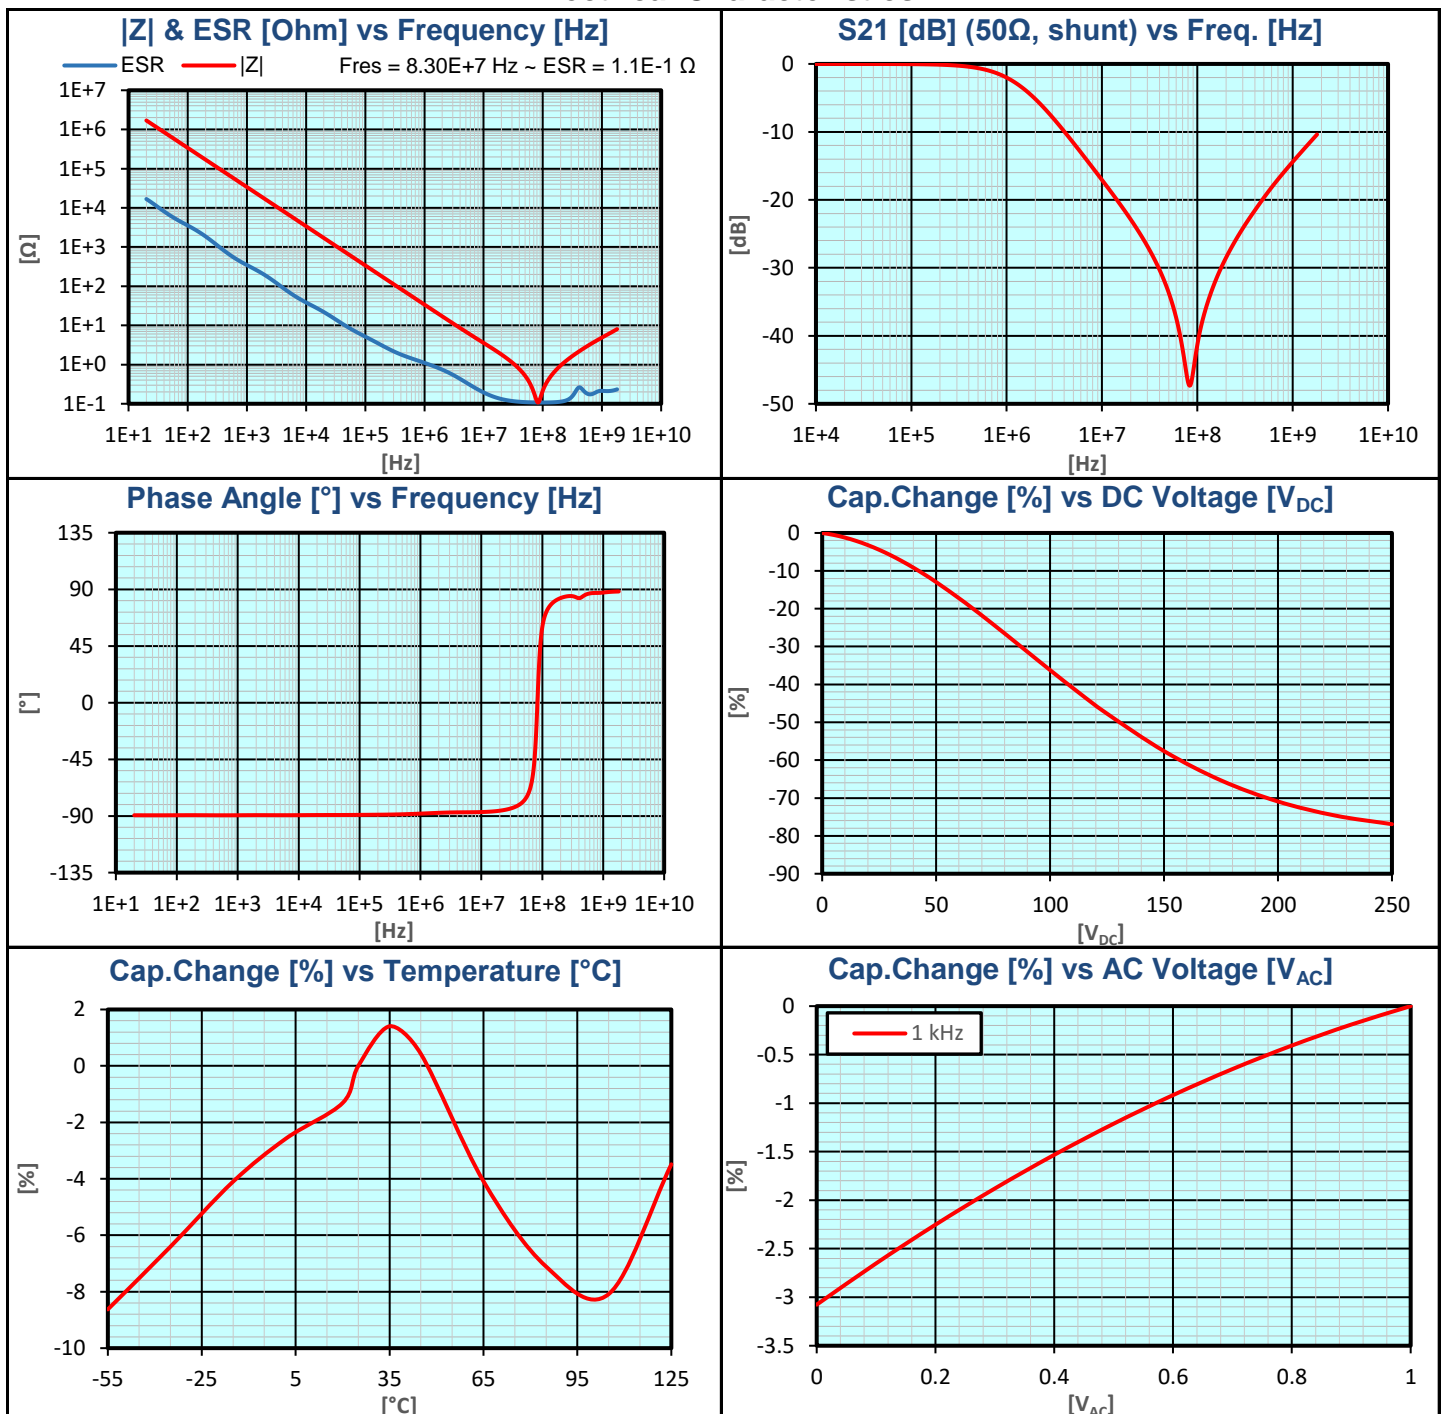 |Z| & ESR [Ohm] vs Frequency [Hz]
ESR |Z| Fres = 8.30E+7 Hz ~ ESR = 1.1E-1 Ω
1E+7
1E+6
1E+5
1E+4
1E+3
1E+2
1E+1
1E+0
1E-1
[Ω]
1E+1 1E+2 1E+3 1E+4 1E+5 1E+6 1E+7 1E+8 1E+9 1E+10
[Hz]
S21 [dB] (50Ω, shunt) vs Freq. [Hz]
0
-10
-20
-30
-40
-50
[dB]
1E+4 1E+5 1E+6 1E+7 1E+8 1E+9 1E+10
[Hz]
Phase Angle [°] vs Frequency [Hz]
135
90
45
0
-45
-90
-135
[°]
1E+1 1E+2 1E+3 1E+4 1E+5 1E+6 1E+7 1E+8 1E+9 1E+10
[Hz]
Cap.Change [%] vs DC Voltage [VDC]
0
-10
-20
-30
-40
-50
-60
-70
-80
-90
[%]
0 50 100 150 200 250
[VDC]
Cap.Change [%] vs Temperature [°C]
2
0
-2
-4
-6
-8
-10
[%]
-55 -25 5 35 65 95 125
[°C]
Cap.Change [%] vs AC Voltage [VAC]
1 kHz
0
-0.5
-1
-1.5
-2
-2.5
-3
-3.5
[%]
0 0.2 0.4 0.6 0.8 1
[VAC]